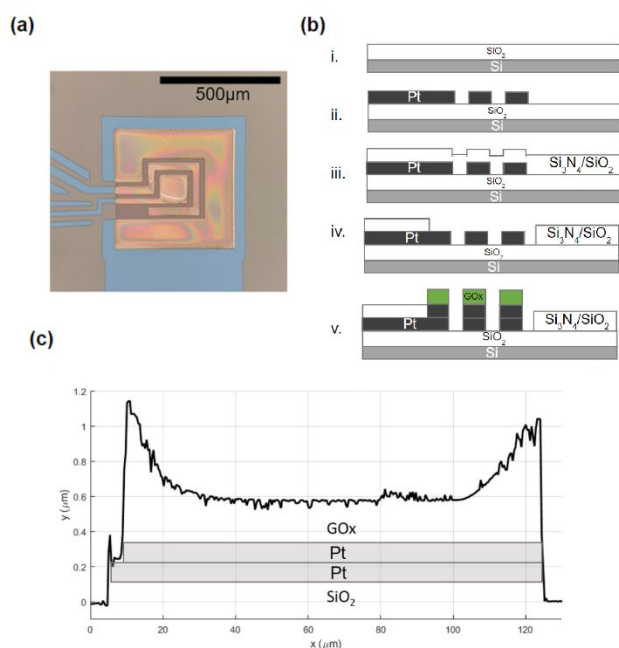 (a)
500μm
(b)
i.
SiO2
Si
ii.
Pt
SiO2
Si
iii.
Pt
Si3N4/SiO2
SiO2
Si
iv.
Pt
Si3N4/SiO2
SiO2
Si
v.
GOx
Pt
Si3N4/SiO2
SiO2
Si
(c)
1.2
1
0.8
0.6
0.4
0.2
0
y (μm)
GOx
Pt
Pt
SiO2
0 20 40 60 80 100 120
x (μm)